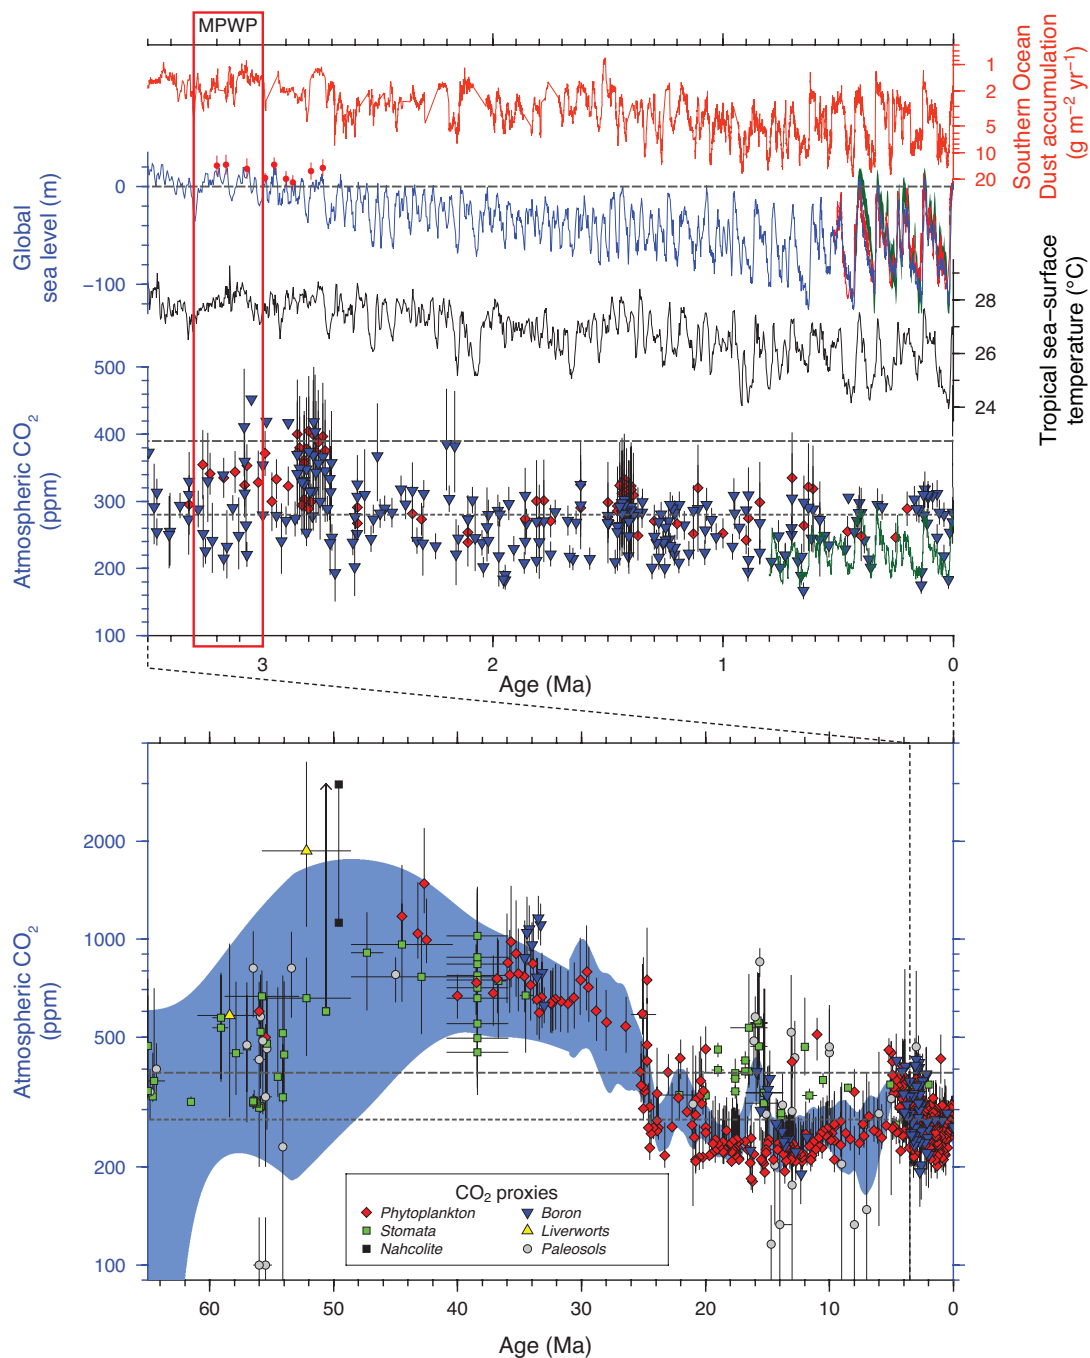 MPWP
1
2
5
10
20
Southern Ocean
Dust accumulation
(g m−2 yr−1)
0
−100
Global
sea level (m)
28
26
24
Tropical sea−surface
temperature (°C)
500
400
300
200
100
Atmospheric CO2
(ppm)
3
2
1
0
Age (Ma)
2000
1000
500
200
100
Atmospheric CO2
(ppm)
CO2 proxies
Phytoplankton
Boron
Stomata
Liverworts
Nahcolite
Paleosols
60
50
40
30
20
10
0
Age (Ma)